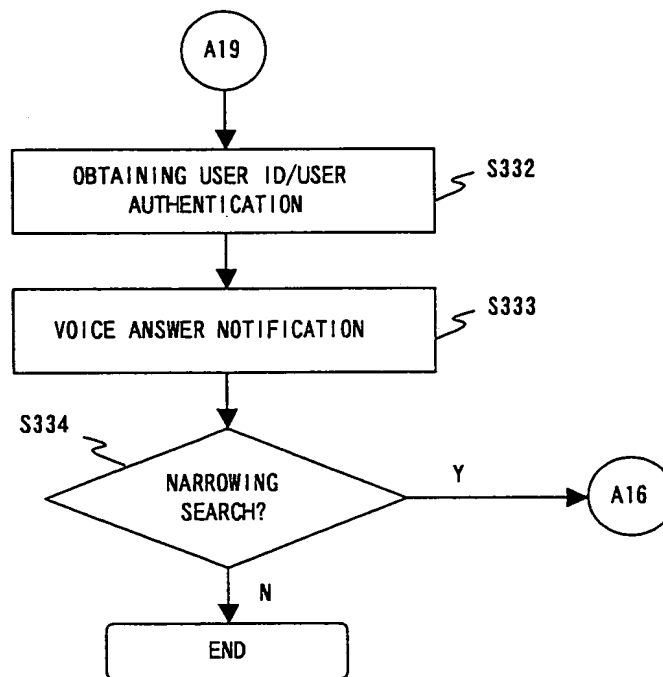 A19
OBTAINING USER ID/USER
AUTHENTICATION
S332
VOICE ANSWER NOTIFICATION
S333
S334
NARROWING
SEARCH?
Y
A16
N
END